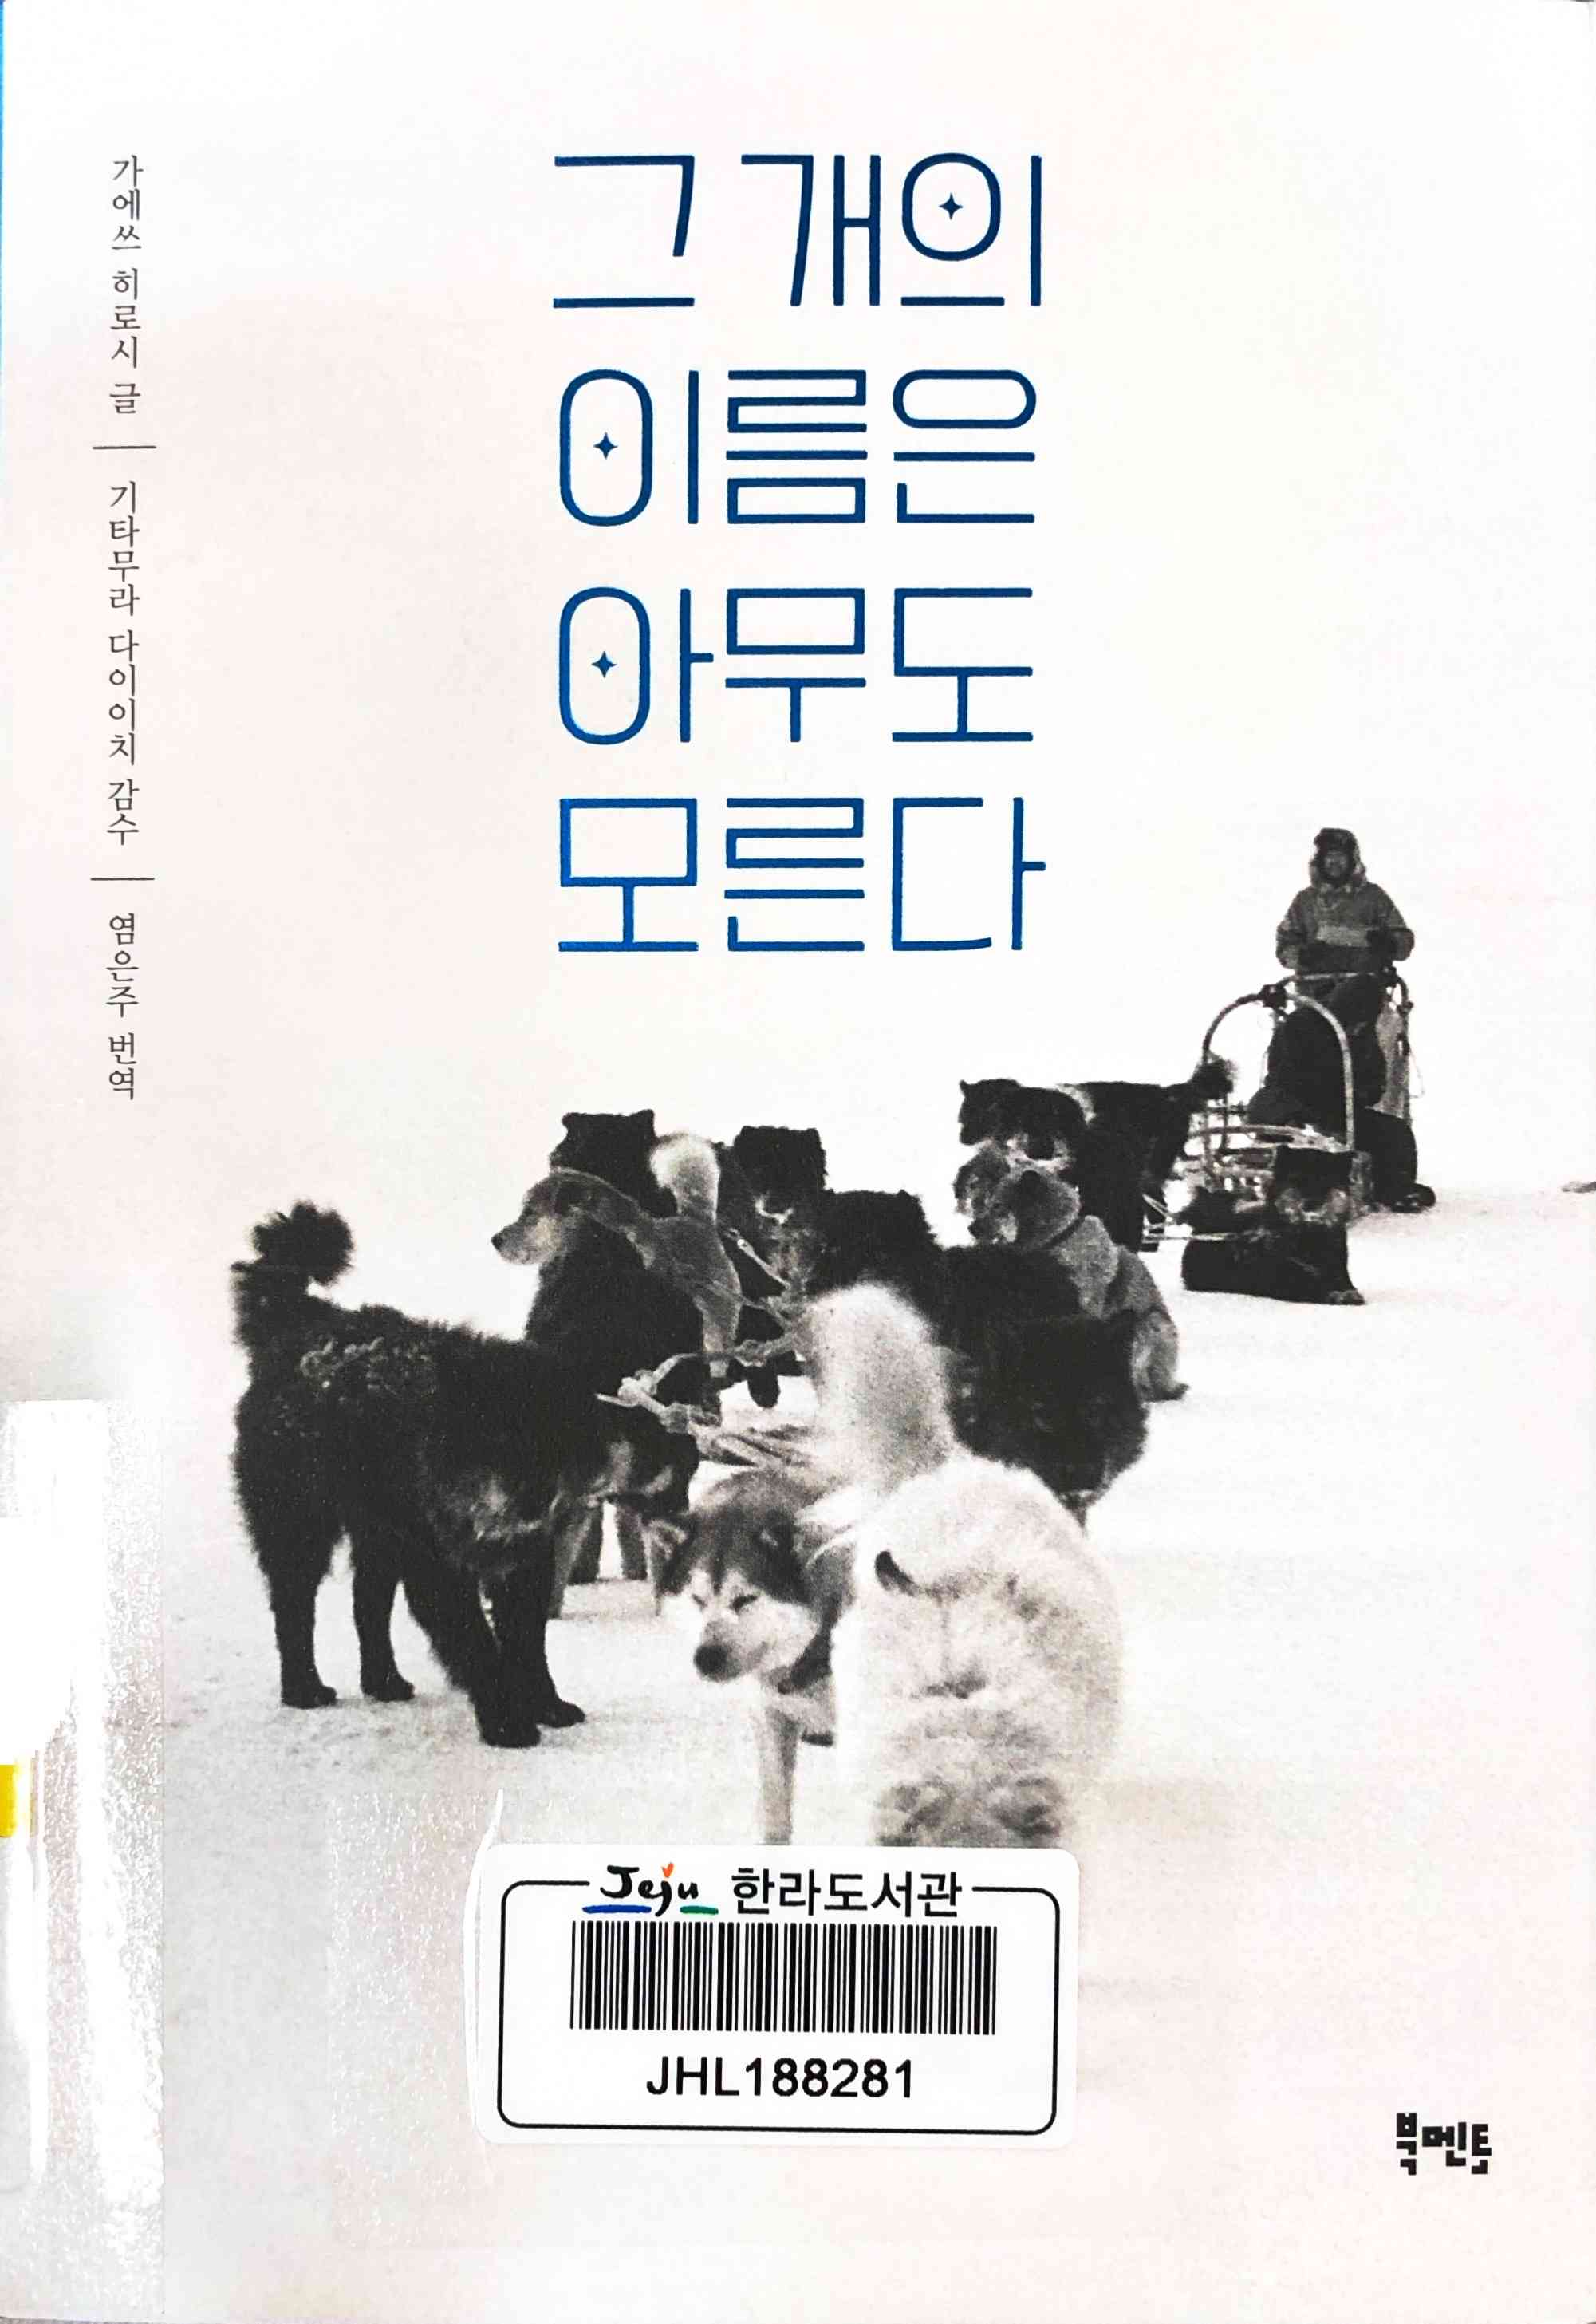 그 개의
이름은
아무도
모른다
가에쓰 히로시 글
기타무라 다이이치 감수
염은주 번역
Jeju 한라도서관
JHL188281
북멘토